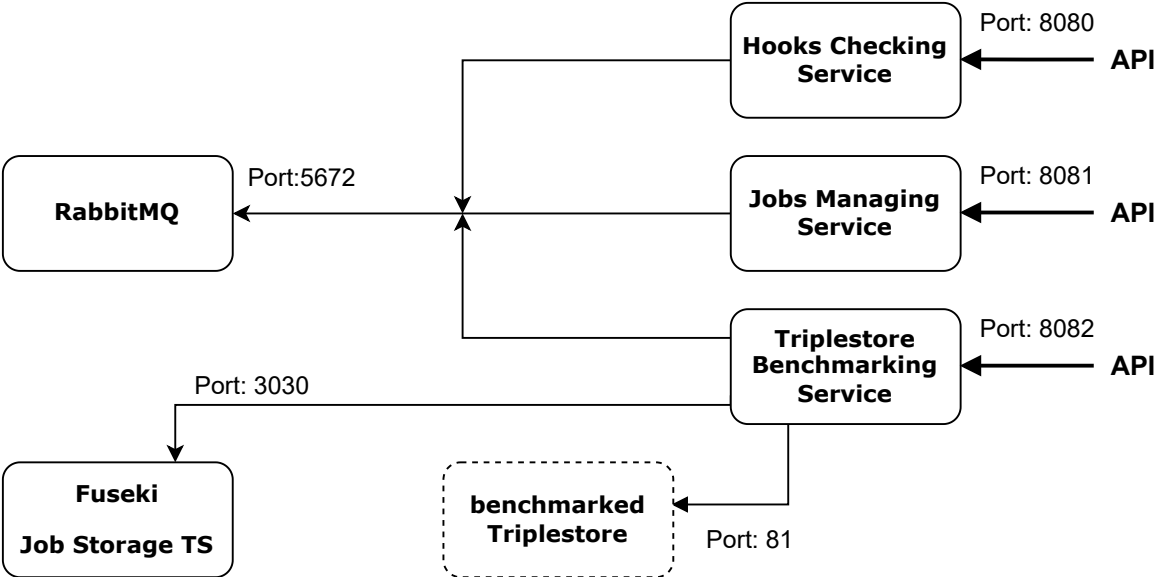 Port: 8080
Hooks Checking
Service
API
Port:5672
RabbitMQ
Port: 8081
Jobs Managing
Service
API
Port: 8082
Triplestore
Benchmarking
Service
API
Port: 3030
Fuseki
Job Storage TS
benchmarked
Triplestore
Port: 81